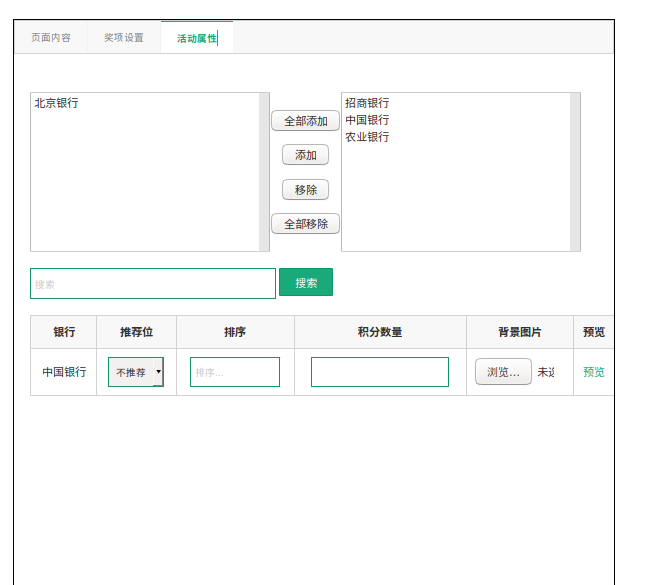 页面内容 奖项设置 活动属性
北京银行
招商银行
中国银行
农业银行
全部添加
添加
移除
全部移除
搜索 搜索
银行 推荐位 排序 积分数量 背景图片 预览
中国银行 不推荐 排序... 浏览... 未 预览